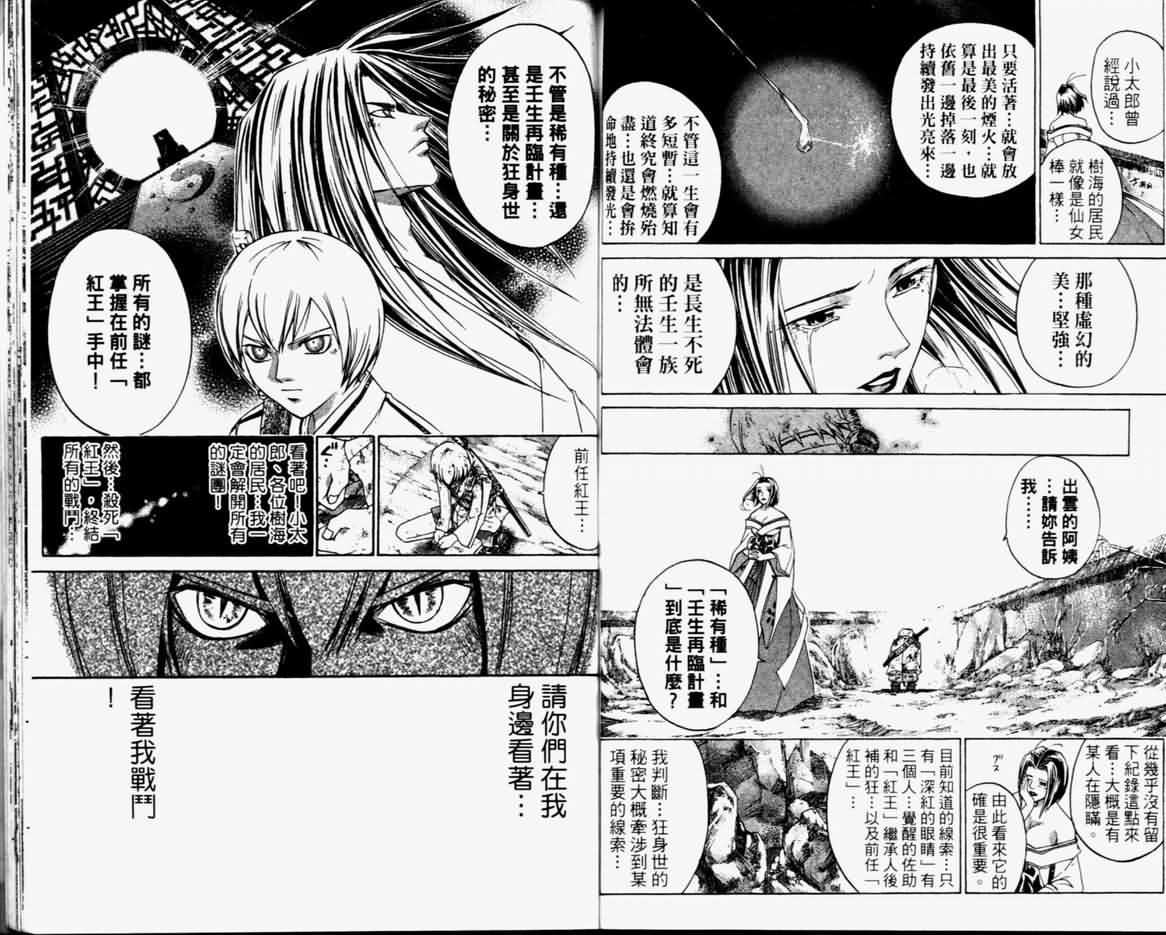 小太郎曾
經說過…
樹海的居民
就像是仙女
棒一樣…
只要活著…就會放
出最美的煙火…就
算是最後一刻，也
依舊一邊掉落一邊
持續發出光亮來…
不管這一生會有
多短暫…就算知
道終究會燃燒殆
盡…也還是會拚
命地持續發光…
那種虛幻的
美…堅強…
是長生不死
的壬生一族
所無法體會
的…
出雲的阿姨
…請妳告訴
我……
「稀有種」…和
「壬生再臨計畫
」到底是什麼？
從幾乎沒有留
下紀錄這點來
看…大概是有
某人在隱瞞。
由此看來它的
確是很重要。
目前知道的線索…只
有「深紅的眼睛」有
三個人…覺醒的佐助
和「紅王」繼承人後
補的狂…以及前任「
紅王」…
我判斷…狂身世的
秘密大概牽涉到某
項重要的線索…
不管是稀有種…還
是壬生再臨計畫…
甚至是關於狂身世
的秘密…
所有的謎…都
掌握在前任「
紅王」手中！
前任紅王…
看著吧！小太
郎、各位樹海
的居民…我一
定會解開所有
的謎團！
然後…殺死「
紅王」，終結
所有的戰鬥…
請你們在我
身邊看著…
看著我戰鬥
！